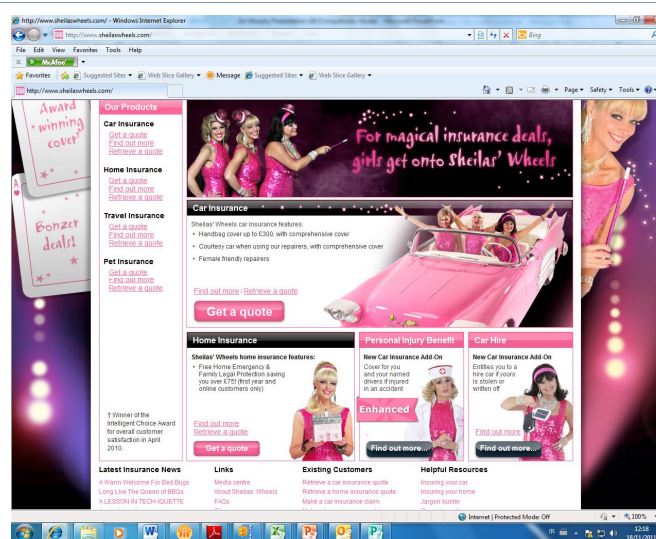 http://www.sheilaswheels.com/ - Windows Internet Explorer
http://www.sheilaswheels.com/
Bing
File Edit View Favorites Tools Help
x McAfee
Favorites Suggested Sites Web Slice Gallery Message Suggested Sites Web Slice Gallery
http://www.sheilaswheels.com/
Page Safety Tools
Award
winning
cover†
A
Bonzer
deals!
Our Products
Car Insurance
Get a quote
Find out more
Retrieve a quote
Home Insurance
Get a quote
Find out more
Retrieve a quote
Travel Insurance
Get a quote
Find out more
Retrieve a quote
Pet Insurance
Get a quote
Find out more
Retrieve a quote
† Winner of the
Intelligent Choice Award
for overall customer
satisfaction in April
2010.
For magical insurance deals,
girls get onto Sheilas' Wheels
Car Insurance
Sheilas' Wheels car insurance features:
• Handbag cover up to £300, with comprehensive cover
• Courtesy car when using our repairers, with comprehensive cover
• Female friendly repairers
Find out more / Retrieve a quote
Get a quote
Home Insurance
Sheilas' Wheels home insurance features:
• Free Home Emergency &
Family Legal Protection saving
you over £75! (first year and
online customers only)
Find out more
Retrieve a quote
Get a quote
Personal Injury Benefit
New Car Insurance Add-On
Cover for you
and your named
drivers if injured
in an accident
Enhanced
Find out more...
Car Hire
New Car Insurance Add-On
Entitles you to a
hire car if yours
is stolen or
written off
Find out more
Find out more...
Latest Insurance News
A Warm Welcome For Bed Bugs
Long Live The Queen of BBQs
A LESSON IN TECH-IQUETTE
Links
Media centre
About Sheilas' Wheels
FAQs
Existing Customers
Retrieve a car insurance quote
Retrieve a home insurance quote
Make a car insurance claim
Helpful Resources
Insuring your car
Insuring your home
Jargon buster
Internet | Protected Mode: Off
100%
12:18
18/11/2011